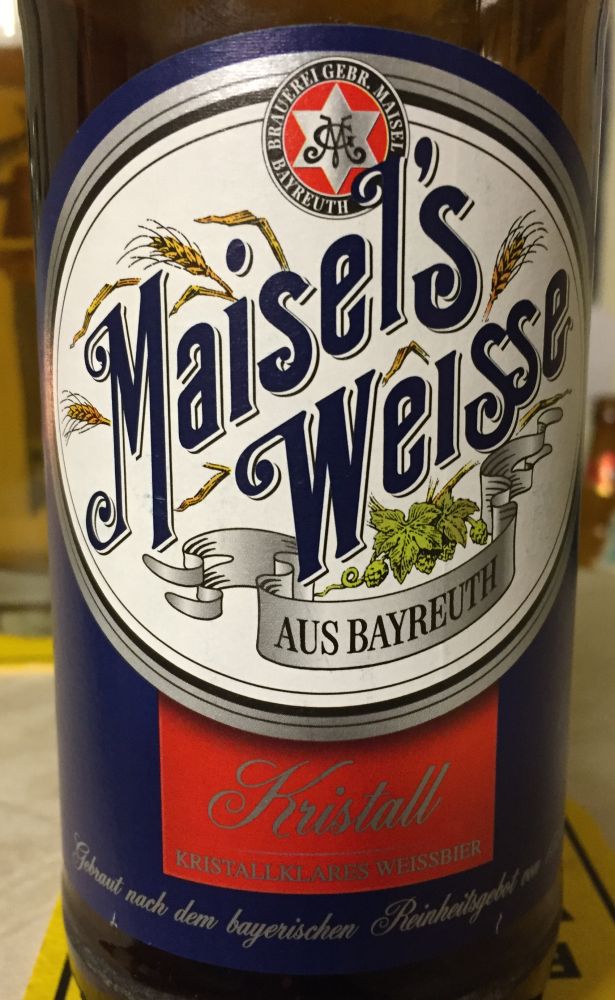 BRAUEREI GEBR. MAISEL
BAYREUTH
Maisel's
Weisse
AUS BAYREUTH
Kristall
KRISTALLKLARES WEISSBIER
Gebraut nach dem bayerischen Reinheitsgebot von